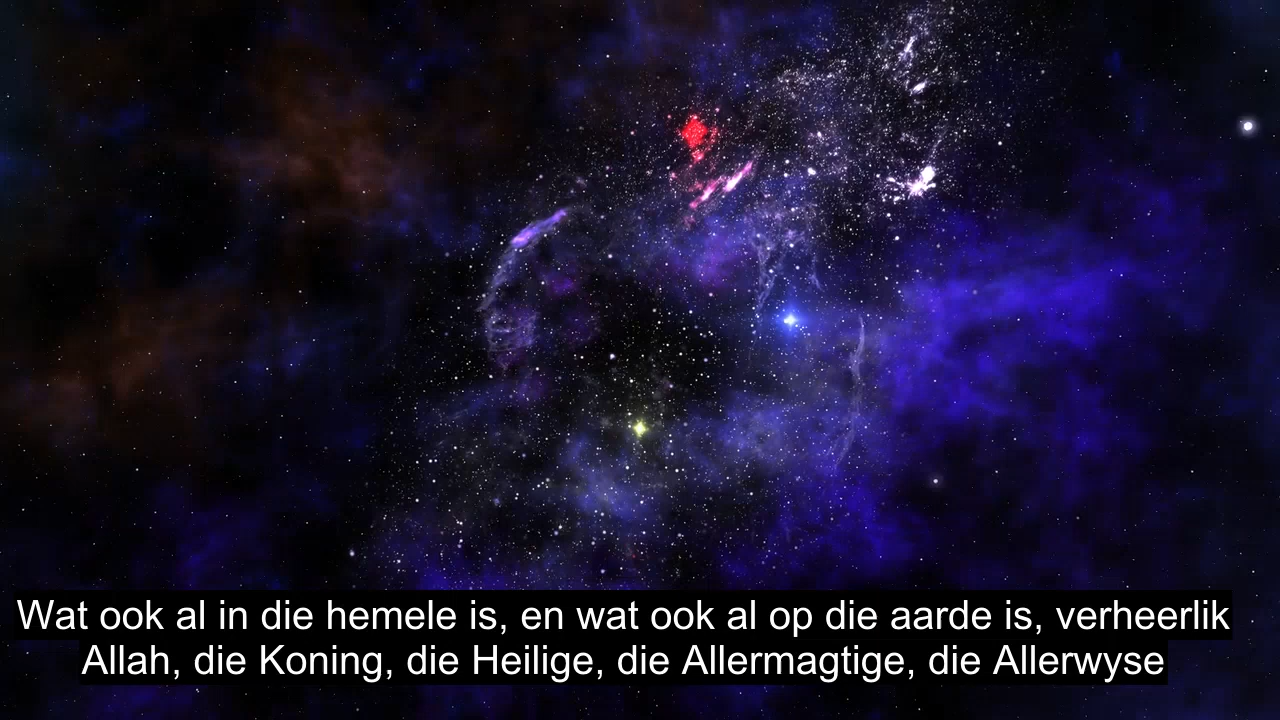 Wat ook al in die hemele is, en wat ook al op die aarde is, verheerlik
Allah, die Koning, die Heilige, die Allermagtige, die Allerwyse